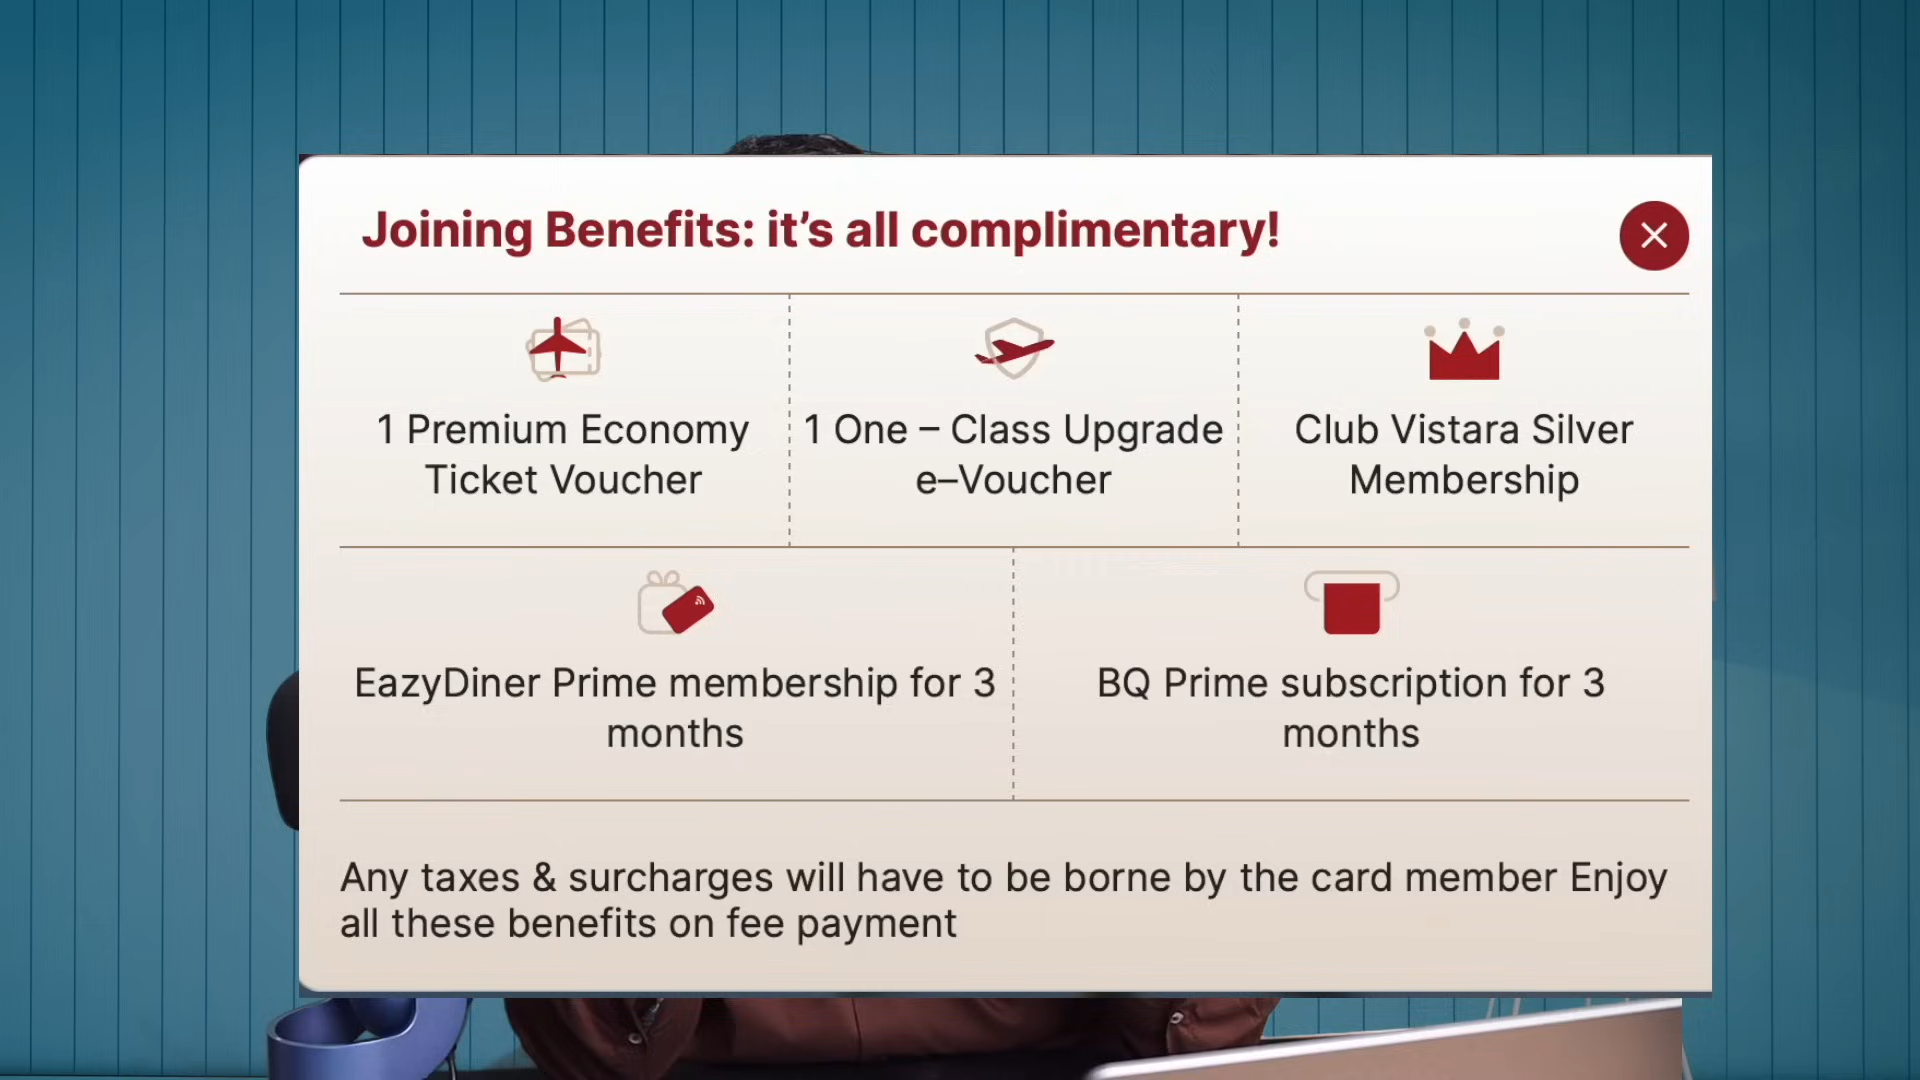 Joining Benefits: it’s all complimentary!
1 Premium Economy
Ticket Voucher
1 One – Class Upgrade
e–Voucher
Club Vistara Silver
Membership
EazyDiner Prime membership for 3
months
BQ Prime subscription for 3
months
Any taxes & surcharges will have to be borne by the card member Enjoy
all these benefits on fee payment